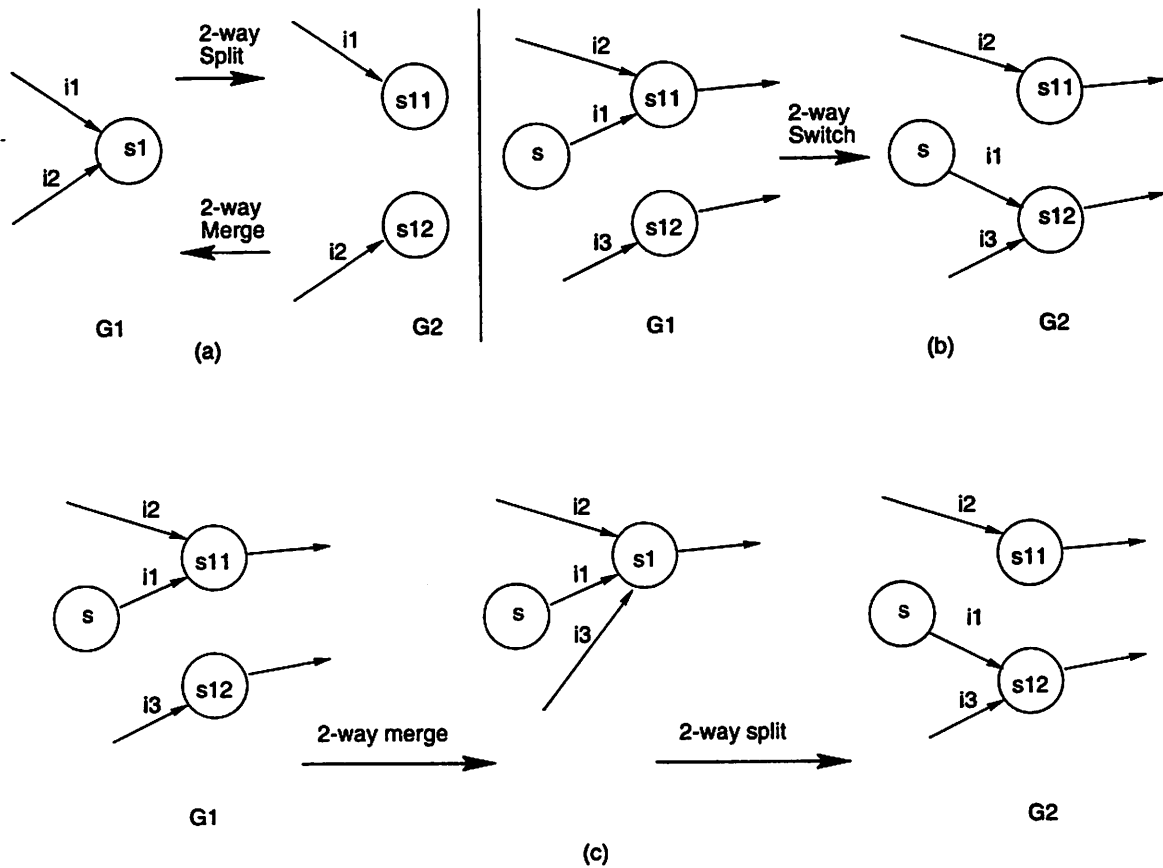 2-way
Split
i1
i2
s1
2-way
Merge
G1
i1
s11
s12
i2
G2
(a)
i2
s11
i1
s
s12
i3
G1
2-way
Switch
i2
s11
s
i1
s12
i3
G2
(b)
i2
s11
i1
s
s12
i3
G1
2-way merge
i2
s1
i1
s
i3
2-way split
i2
s11
s
i1
s12
i3
G2
(c)